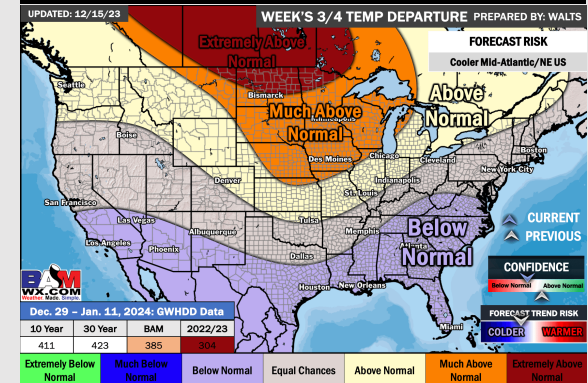 UPDATED: 12/15/23
WEEK'S 3/4 TEMP DEPARTURE PREPARED BY: WALTS
FORECAST RISK
Cooler Mid-Atlantic/NE US
Extremely Above
Normal
Above
Normal
Much Above
Normal
Below
Normal
Seattle
Bismarck
Minneapolis
Boise
Des Moines
Chicago
Cleveland
Boston
New York City
Denver
Indianapolis
St. Louis
San Francisco
Las Vegas
Tulsa
Memphis
Atlanta
Los Angeles
Albuquerque
Phoenix
Dallas
Houston
New Orleans
Miami
CURRENT
PREVIOUS
CONFIDENCE
Below Normal
Above Normal
FORECAST TREND RISK
COLDER
WARMER
BAM
WX.COM
Weather. Made. Simple.
Dec. 29 – Jan. 11, 2024: GWHDD Data
10 Year 30 Year BAM 2022/23
411 423 385 304
Extremely Below
Normal
Much Below
Normal
Below Normal
Equal Chances
Above Normal
Much Above
Normal
Extremely Above
Normal